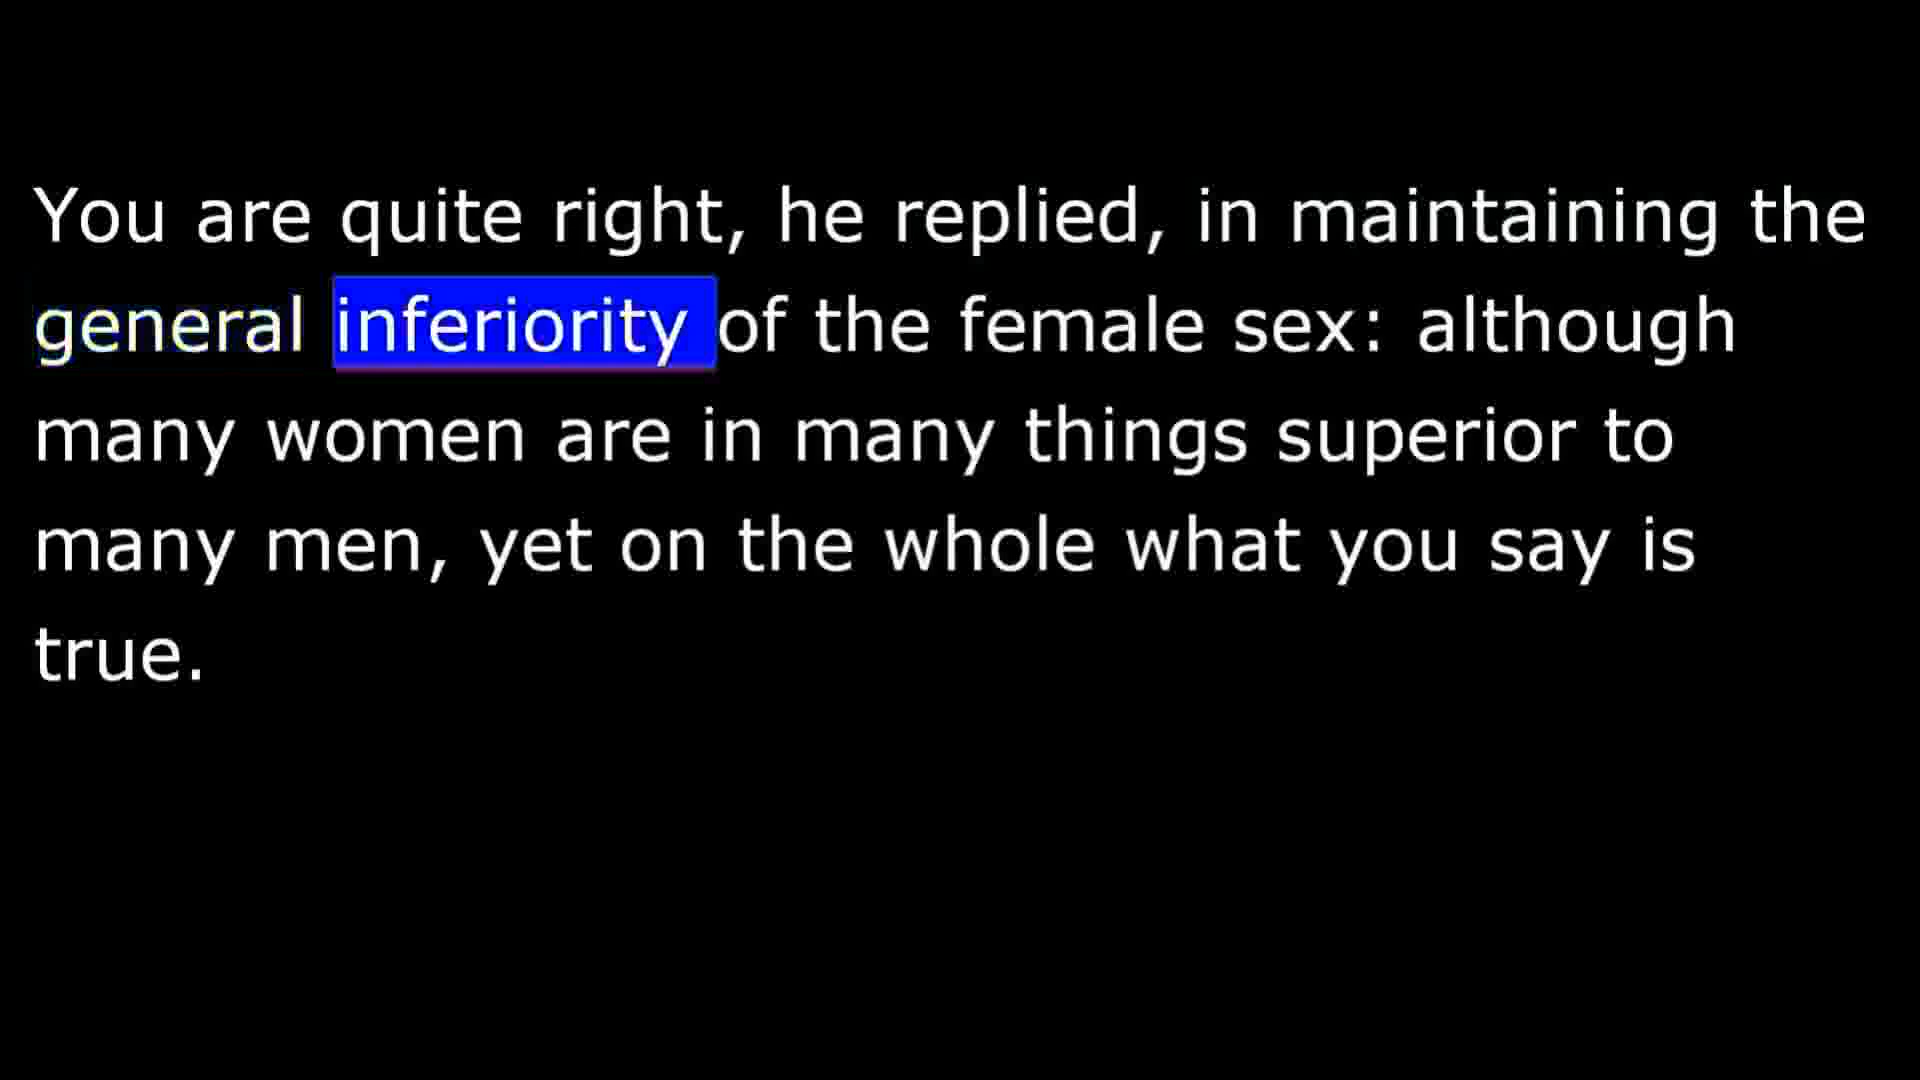 You are quite right, he replied, in maintaining the
general inferiority of the female sex: although
many women are in many things superior to
many men, yet on the whole what you say is
true.